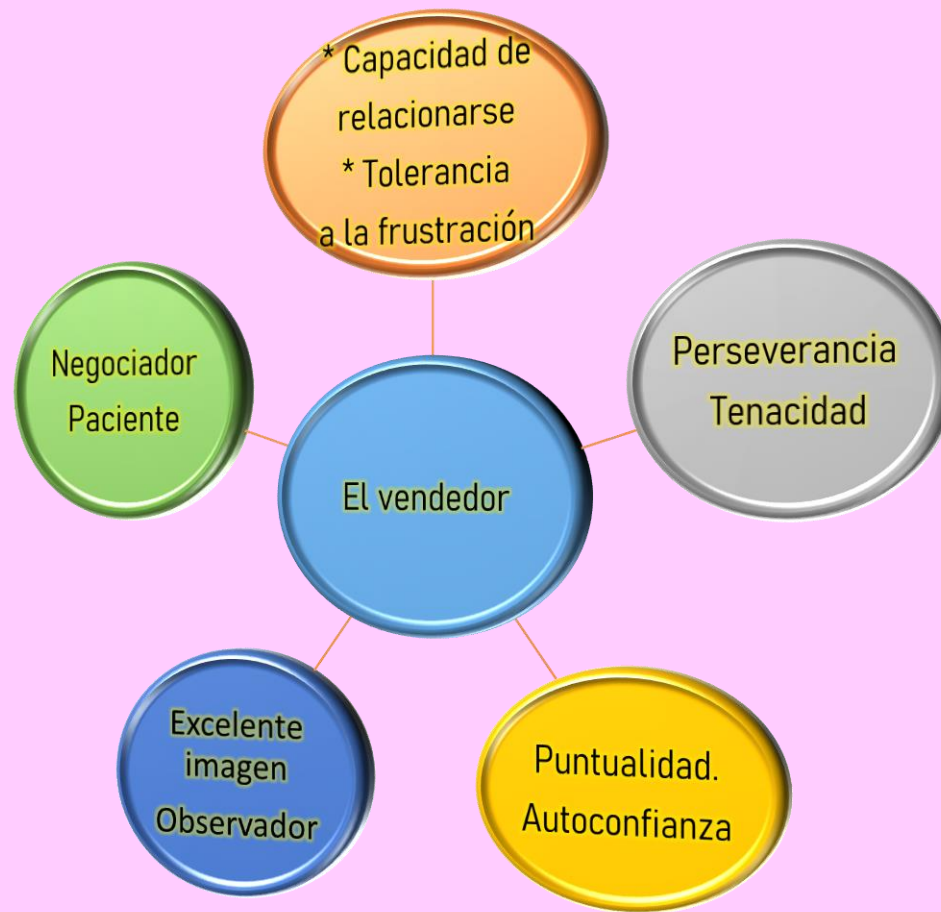 * Capacidad de
relacionarse
* Tolerancia
a la frustración
Perseverancia
Tenacidad
Negociador
Paciente
El vendedor
Excelente
imagen
Observador
Puntualidad.
Autoconfianza